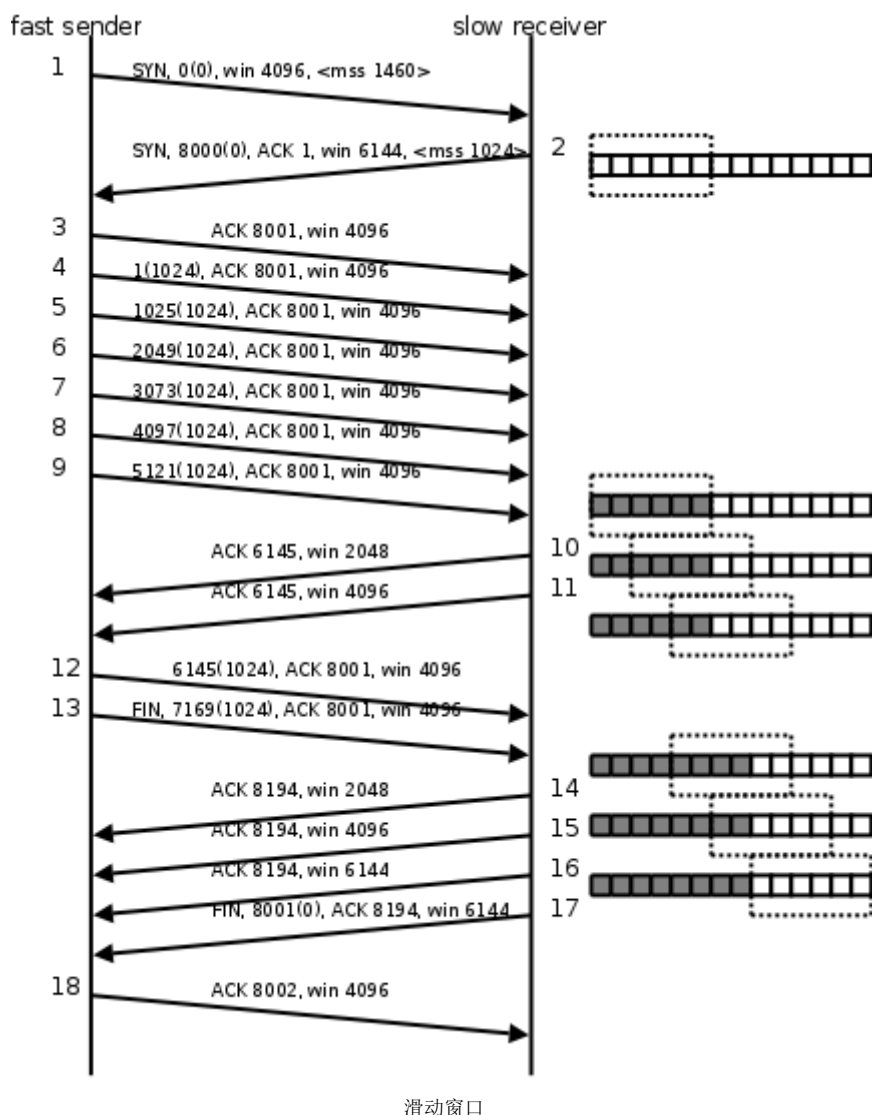 fast sender slow receiver
1 SYN, 0(0), win 4096, <mss 1460>
SYN, 8000(0), ACK 1, win 6144, <mss 1024> 2
3 ACK 8001, win 4096
4 1(1024), ACK 8001, win 4096
5 1025(1024), ACK 8001, win 4096
6 2049(1024), ACK 8001, win 4096
7 3073(1024), ACK 8001, win 4096
8 4097(1024), ACK 8001, win 4096
9 5121(1024), ACK 8001, win 4096
ACK 6145, win 2048 10
ACK 6145, win 4096 11
12 6145(1024), ACK 8001, win 4096
13 FIN, 7169(1024), ACK 8001, win 4096
ACK 8194, win 2048 14
ACK 8194, win 4096 15
ACK 8194, win 6144 16
FIN, 8001(0), ACK 8194, win 6144 17
18 ACK 8002, win 4096
滑动窗口